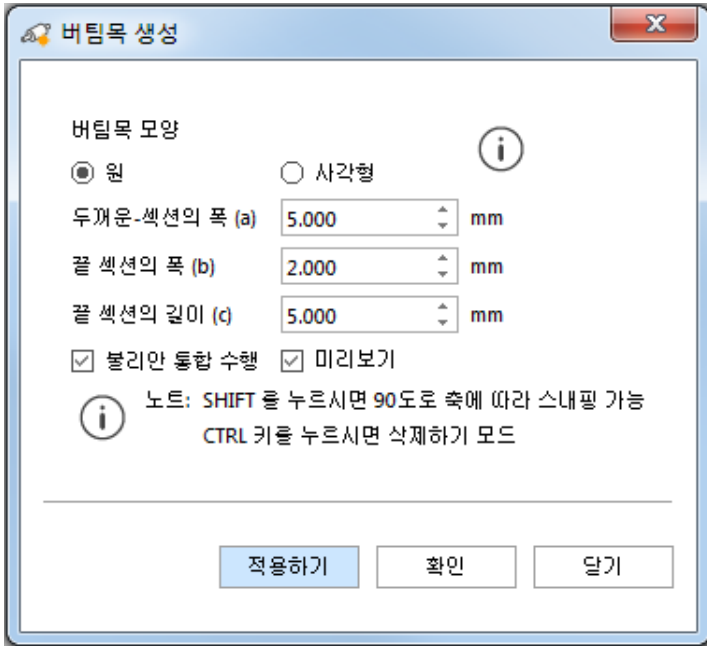 버팀목 생성
버팀목 모양
원 사각형
두꺼운-섹션의 폭 (a) 5.000 mm
끝 섹션의 폭 (b) 2.000 mm
끝 섹션의 길이 (c) 5.000 mm
불리안 통합 수행 미리보기
노트: SHIFT 을 누르시면 90도로 축에 따라 스내핑 가능
CTRL 키를 누르시면 삭제하기 모드
적용하기 확인 닫기